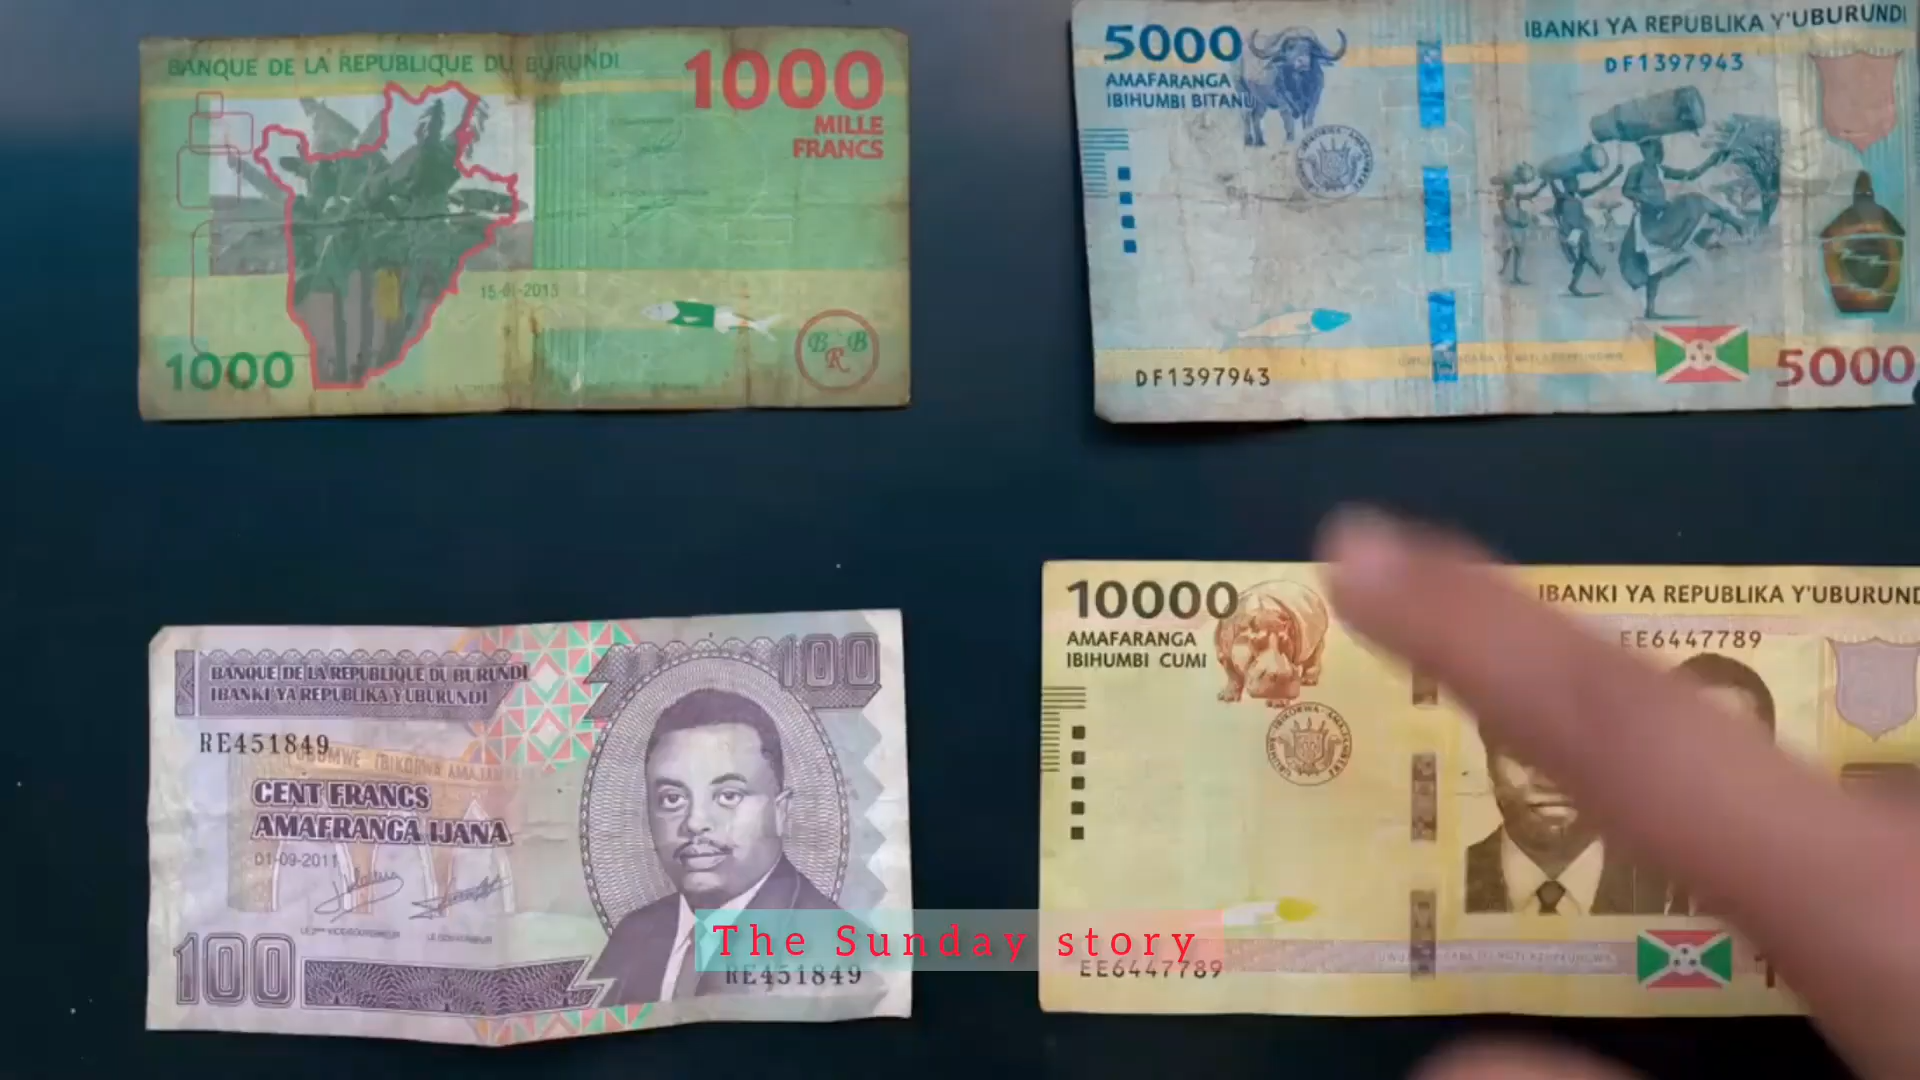 BANQUE DE LA REPUBLIQUE DU BURUNDI
1000
MILLE
FRANCS
15-01-2015
B R B
1000
5000
AMAFARANGA
IBIHUMBI BITANU
IBANKI YA REPUBLIKA Y'UBURUNDI
DF1397943
DF1397943
5000
BANQUE DE LA REPUBLIQUE DU BURUNDI
IBANKI YA REPUBLIKA Y'UBURUNDI
100
RE451849
CENT FRANCS
AMAFRANGA IJANA
01-09-2011
LE GOUVERNEUR
100
RE451849
10000
AMAFARANGA
IBIHUMBI CUMI
IBANKI YA REPUBLIKA Y'UBURUND
EE6447789
EE6447789
The Sunday story